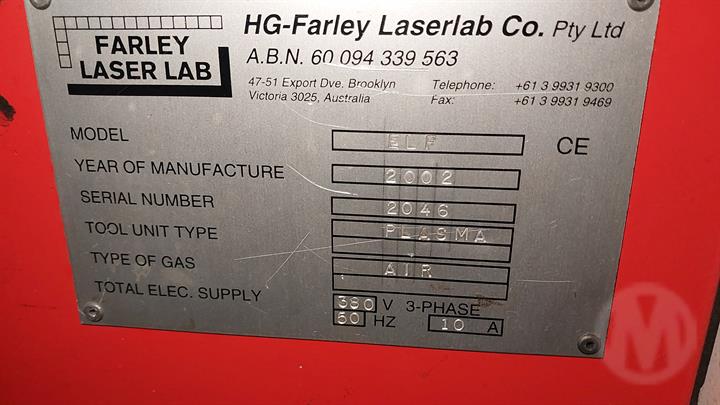 FARLEY
LASER LAB
HG-Farley Laserlab Co. Pty Ltd
A.B.N. 60 094 339 563
47-51 Export Dve, Brooklyn
Victoria 3025, Australia
Telephone: +61 3 9931 9300
Fax: +61 3 9931 9469
MODEL ELF
CE
YEAR OF MANUFACTURE 2002
SERIAL NUMBER 2046
TOOL UNIT TYPE PLASMA
TYPE OF GAS AIR
TOTAL ELEC. SUPPLY 380 V 3-PHASE
50 HZ 10 A
M